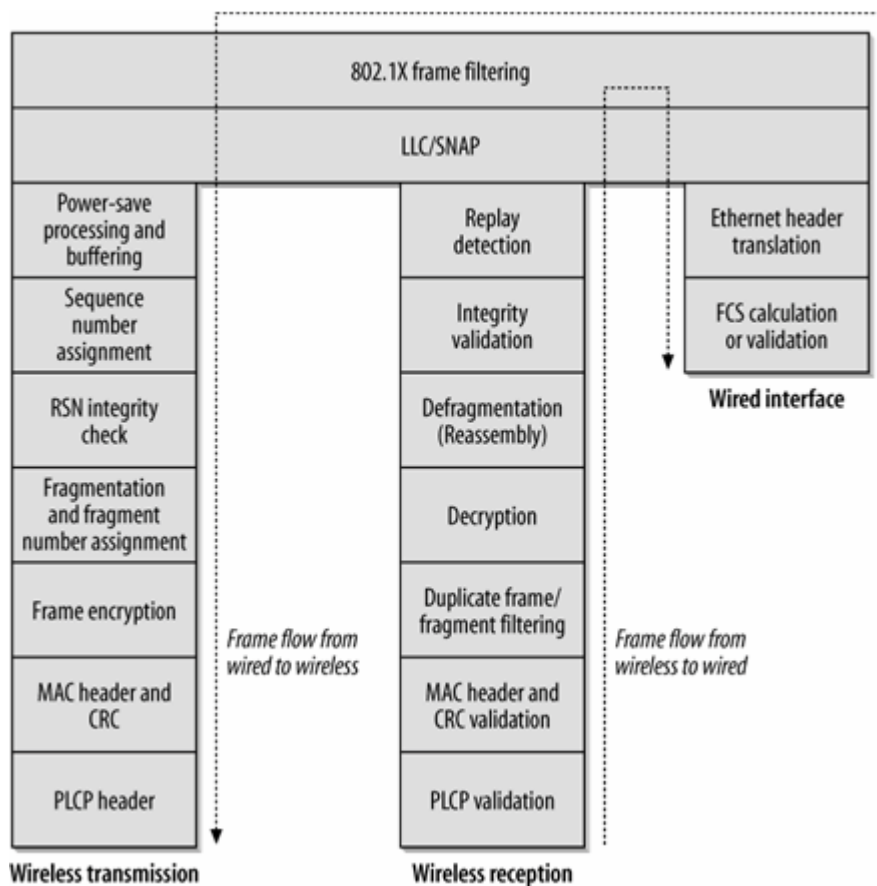 802.1X frame filtering
LLC/SNAP
Power-save
processing and
buffering
Sequence
number
assignment
RSN integrity
check
Fragmentation
and fragment
number assignment
Frame encryption
MAC header and
CRC
PLCP header
Wireless transmission
Frame flow from
wired to wireless
Replay
detection
Integrity
validation
Defragmentation
(Reassembly)
Decryption
Duplicate frame/
fragment filtering
MAC header and
CRC validation
PLCP validation
Wireless reception
Frame flow from
wireless to wired
Ethernet header
translation
FCS calculation
or validation
Wired interface